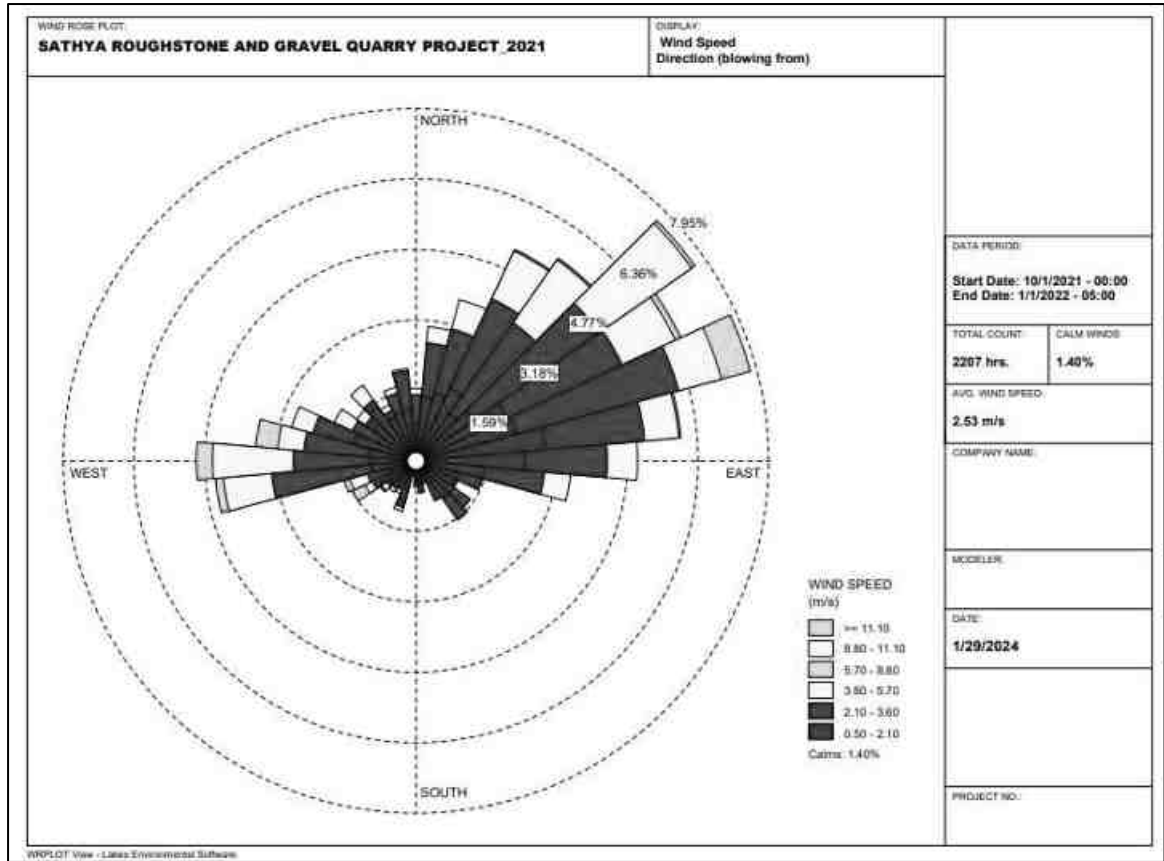 WIND ROSE PLOT:
SATHYA ROUGHSTONE AND GRAVEL QUARRY PROJECT_2021
DISPLAY:
Wind Speed
Direction (blowing from)
NORTH
7.95%
6.36%
4.77%
3.18%
1.59%
WEST
EAST
SOUTH
WIND SPEED
(m/s)
>= 11.10
8.80 - 11.10
5.70 - 8.80
3.60 - 5.70
2.10 - 3.60
0.50 - 2.10
Calms: 1.40%
DATA PERIOD:
Start Date: 10/1/2021 - 00:00
End Date: 1/1/2022 - 05:00
TOTAL COUNT:
2207 hrs.
CALM WINDS:
1.40%
AVG. WIND SPEED:
2.53 m/s
COMPANY NAME:
MODELER:
DATE:
1/29/2024
PROJECT NO.:
WRPLOT View - Lakes Environmental Software